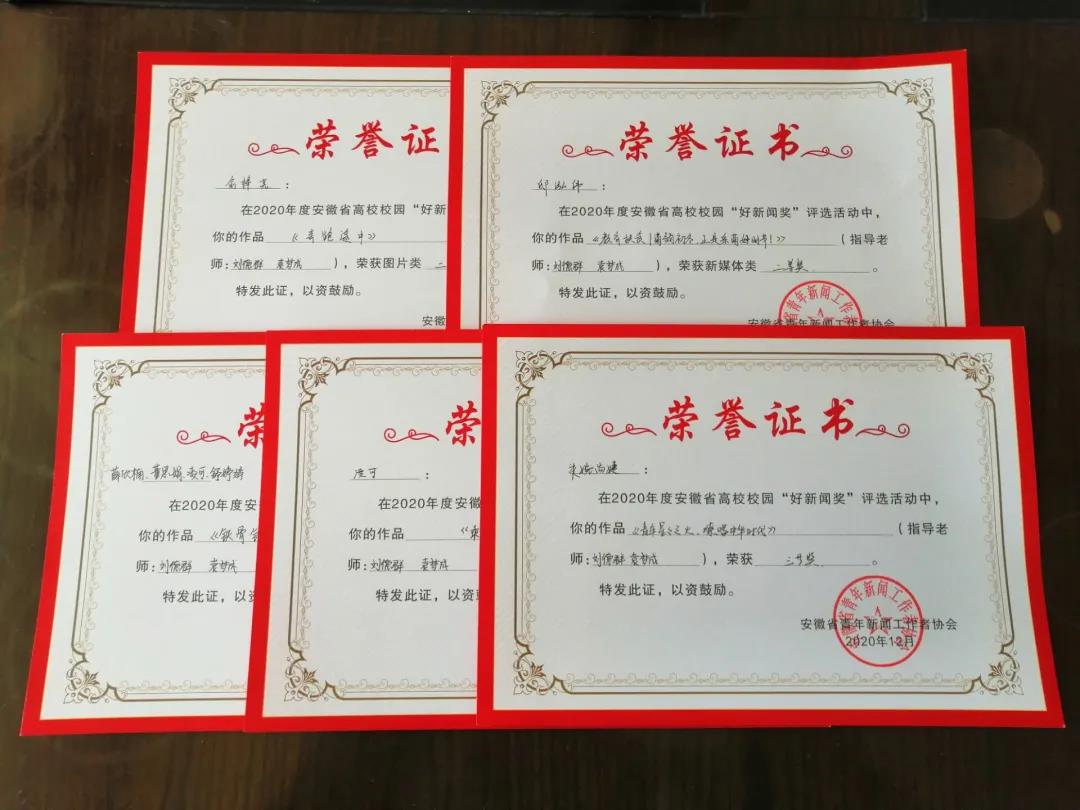 荣誉证
在2020年度安徽省高校校园“好新
你的作品 《奔跑途中》
师：刘儒群 袁梦成 ），荣获图片类 二
特发此证，以资鼓励。
安徽
荣誉证书
：
在2020年度安徽省高校校园“好新闻奖”评选活动中，
你的作品 《教育扶贫 （指导老
师：刘儒群 袁梦成 ），荣获新媒体类 二等奖 。
特发此证，以资鼓励。
安徽省青年新闻工作者协会
荣
在2020年度安徽省
你的作品
师：刘儒群 袁梦成
特发此证，以资
荣
：
在2020年度安徽
你的作品
师：刘儒群 袁梦成
特发此证，以资
荣誉证书
：
在2020年度安徽省高校校园“好新闻奖”评选活动中，
你的作品 （指导老
师：刘儒群 袁梦成 ），荣获 三等奖 。
特发此证，以资鼓励。
安徽省青年新闻工作者协会
2020年12月